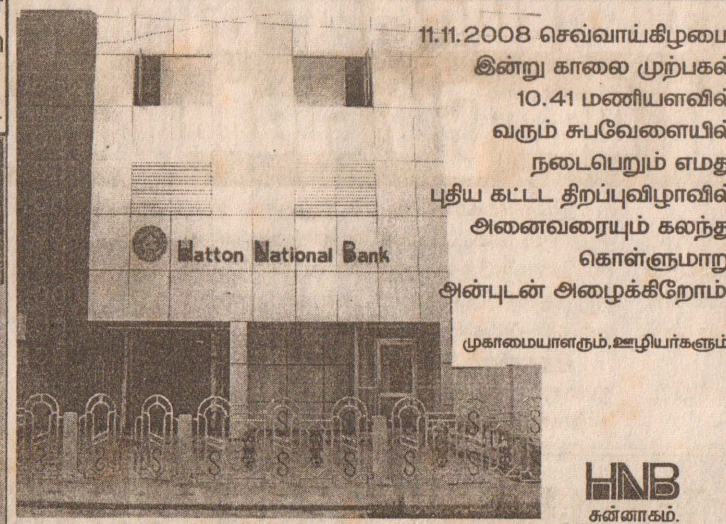 11.11.2008 செவ்வாய்கிழமை
இன்று காலை முற்பகல்
10.41 மணியளவில்
வரும் சுபவேளையில்
நடைபெறும் எமது
புதிய கட்டட திறப்புவிழாவில்
அனைவரையும் கலந்து
கொள்ளுமாறு
அன்புடன் அழைக்கிறோம்
முகாமையாளரும்,ஊழியர்களும்
Hatton National Bank
HNB
சுன்னாகம்.